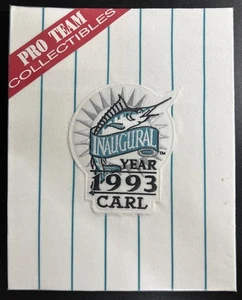 PRO TEAM
COLLECTIBLES
INAUGURAL
YEAR
1993
CARL